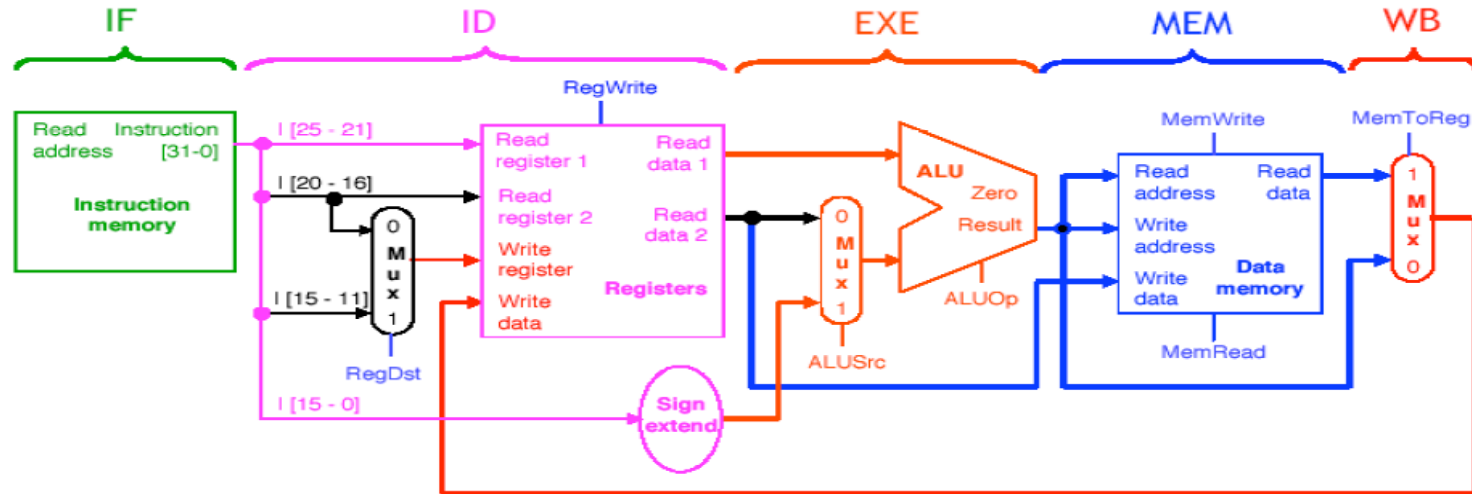 IF
ID
EXE
MEM
WB
Read Instruction
address [31-0]
Instruction
memory
I [25 - 21]
I [20 - 16]
I [15 - 11]
I [15 - 0]
0
M
u
x
1
RegDst
RegWrite
Read
register 1
Read
register 2
Write
register
Write
data
Read
data 1
Read
data 2
Registers
Sign
extend
0
M
u
x
1
ALUSrc
ALU
Zero
Result
ALUOp
MemWrite
Read
address
Write
address
Write
data
Read
data
Data
memory
MemRead
MemToReg
1
M
u
x
0